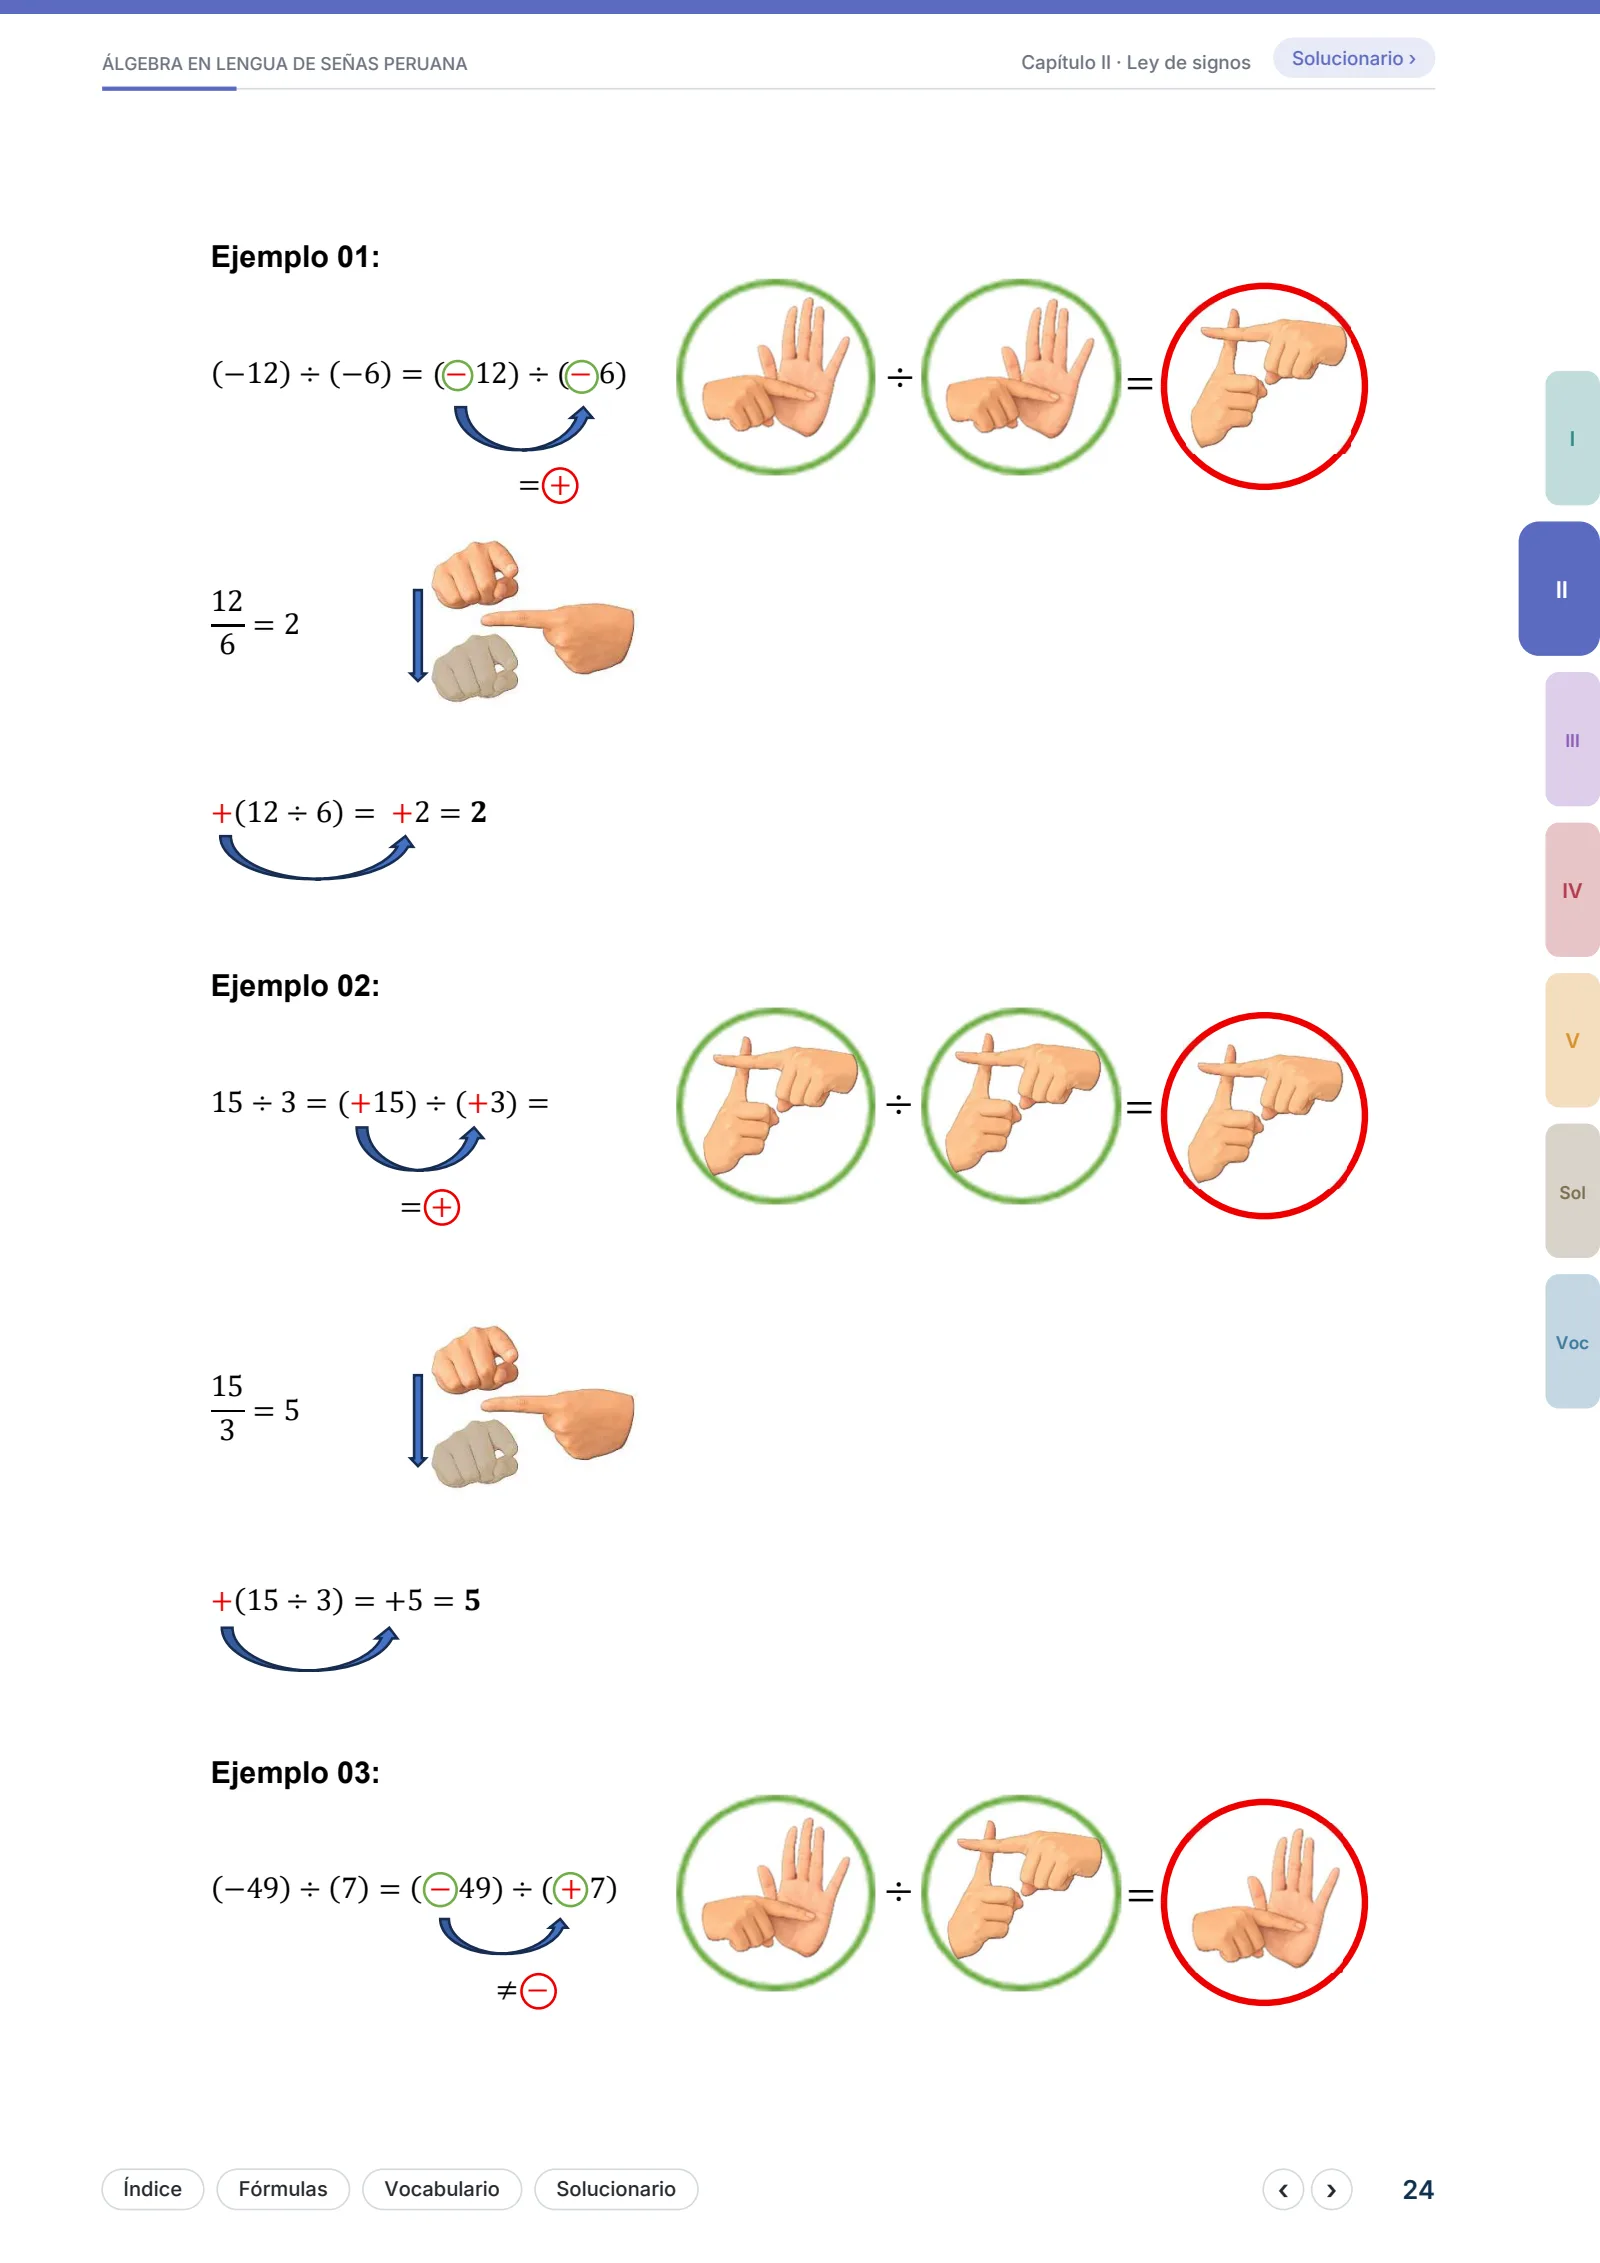 ÁLGEBRA EN LENGUA DE SEÑAS PERUANA
Capítulo II · Ley de signos
Solucionario ›
Ejemplo 01:
(−12) ÷ (−6) = (−12) ÷ (−6)
÷ =
=+
12/6 = 2
+(12 ÷ 6) = +2 = 2
Ejemplo 02:
15 ÷ 3 = (+15) ÷ (+3) =
÷ =
=+
15/3 = 5
+(15 ÷ 3) = +5 = 5
Ejemplo 03:
(−49) ÷ (7) = (−49) ÷ (+7)
÷ =
≠−
I
II
III
IV
V
Sol
Voc
Índice
Fórmulas
Vocabulario
Solucionario
‹ ›
24